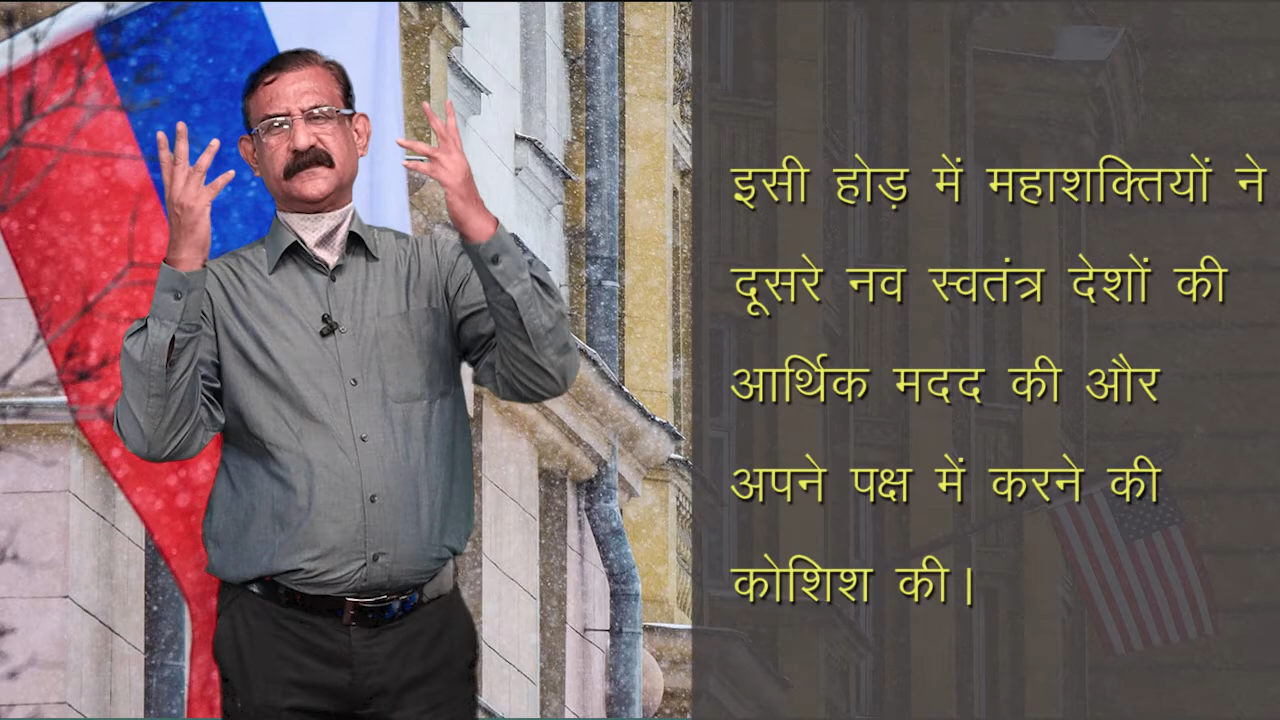 इसी होड़ में महाशक्तियों ने
दूसरे नव स्वतंत्र देशों की
आर्थिक मदद की और
अपने पक्ष में करने की
कोशिश की।